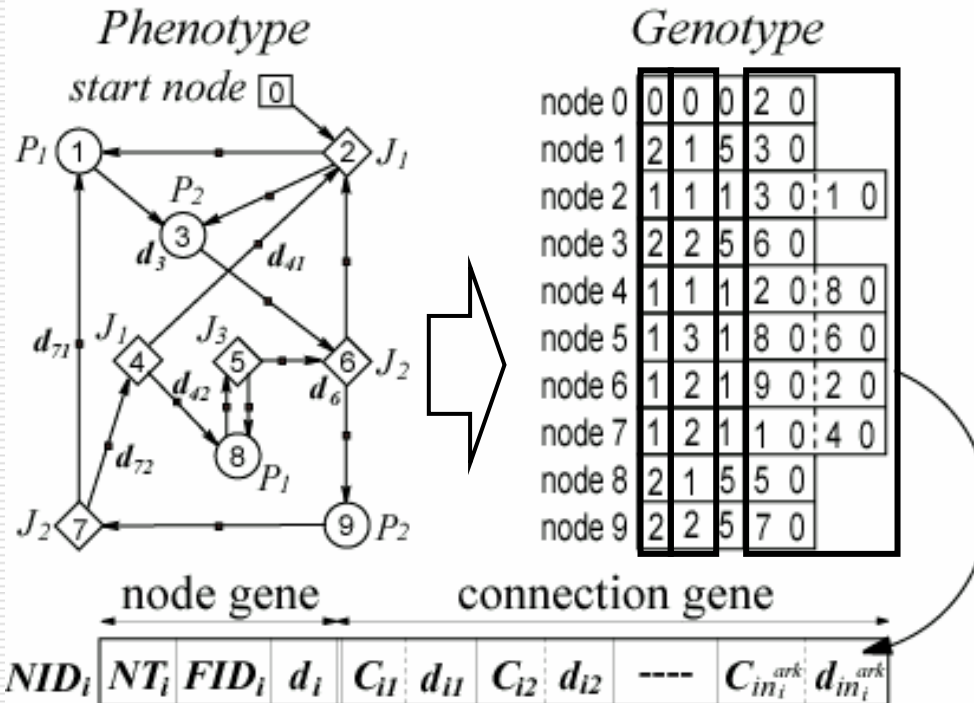 Phenotype
start node 0
P1 1
2 J1
P2
3
d3
d41
J1
J3
d71
4
5
6 J2
d42
d6
8
P1
d72
J2 7
9 P2
Genotype
node 0 0 0 0 2 0
node 1 2 1 5 3 0
node 2 1 1 1 3 0 1 0
node 3 2 2 5 6 0
node 4 1 1 1 2 0 8 0
node 5 1 3 1 8 0 6 0
node 6 1 2 1 9 0 2 0
node 7 1 2 1 1 0 4 0
node 8 2 1 5 5 0
node 9 2 2 5 7 0
node gene connection gene
NIDi NTi FIDi di Ci1 di1 Ci2 di2 ---- Cini^ark dini^ark